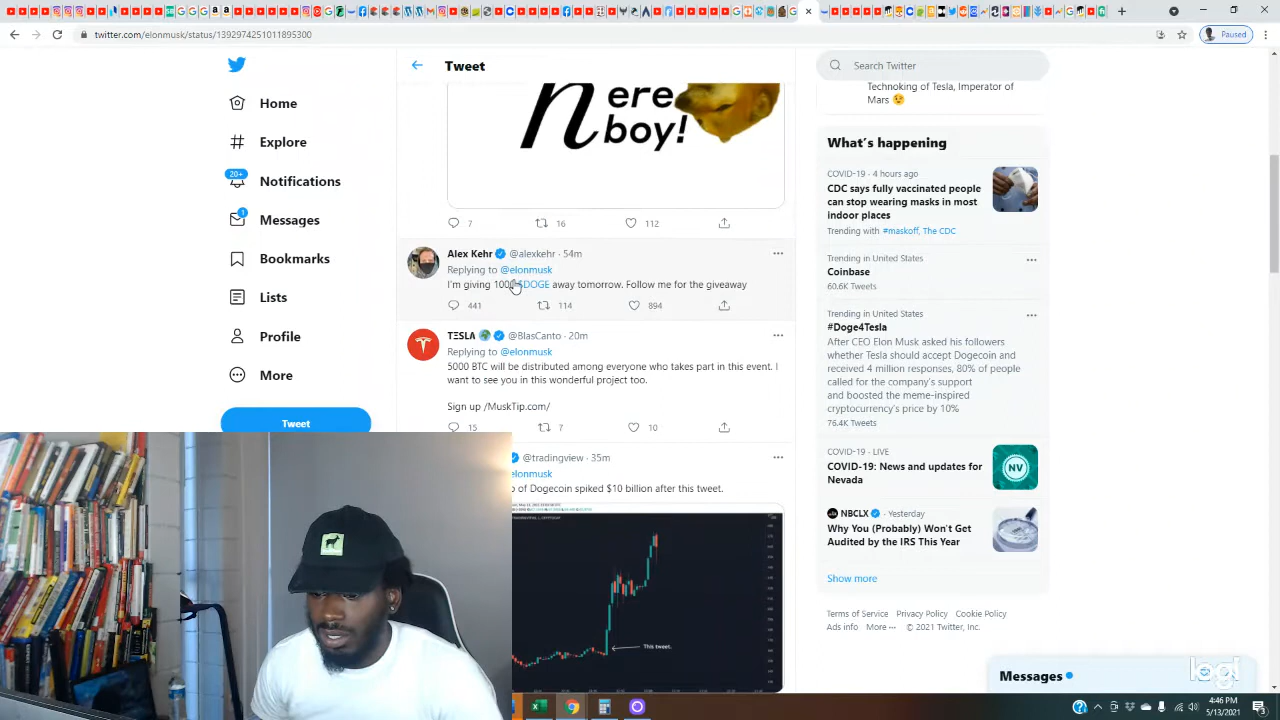 Paused
twitter.com/elonmusk/status/1392974251011895300
Home
Explore
20+
Notifications
1
Messages
Bookmarks
Lists
Profile
More
Tweet
Tweet
ere
boy!
7 16 112
Alex Kehr @alexkehr · 54m
Replying to @elonmusk
I'm giving 1000 $DOGE away tomorrow. Follow me for the giveaway
441 114 894
TΞSLA @BlasCanto · 20m
Replying to @elonmusk
5000 BTC will be distributed among everyone who takes part in this event. I
want to see you in this wonderful project too.
Sign up /MuskTip.com/
15 7 10
@tradingview · 35m
elonmusk
of Dogecoin spiked $10 billion after this tweet.
This tweet.
Search Twitter
Technoking of Tesla, Imperator of
Mars
What's happening
COVID-19 · 4 hours ago
CDC says fully vaccinated people
can stop wearing masks in most
indoor places
Trending with #maskoff, The CDC
Trending in United States
Coinbase
60.6K Tweets
Trending in United States
#Doge4Tesla
After CEO Elon Musk asked his followers
whether Tesla should accept Dogecoin and
received 4 million responses, 80% of people
called for the company's support
and boosted the meme-inspired
cryptocurrency's price by 10%
76.4K Tweets
COVID-19 · LIVE
COVID-19: News and updates for
Nevada
NV
NBCLX · Yesterday
Why You (Probably) Won't Get
Audited by the IRS This Year
Show more
Terms of Service Privacy Policy Cookie Policy
Ads info More ··· © 2021 Twitter, Inc.
Messages
logi
4:46 PM
5/13/2021